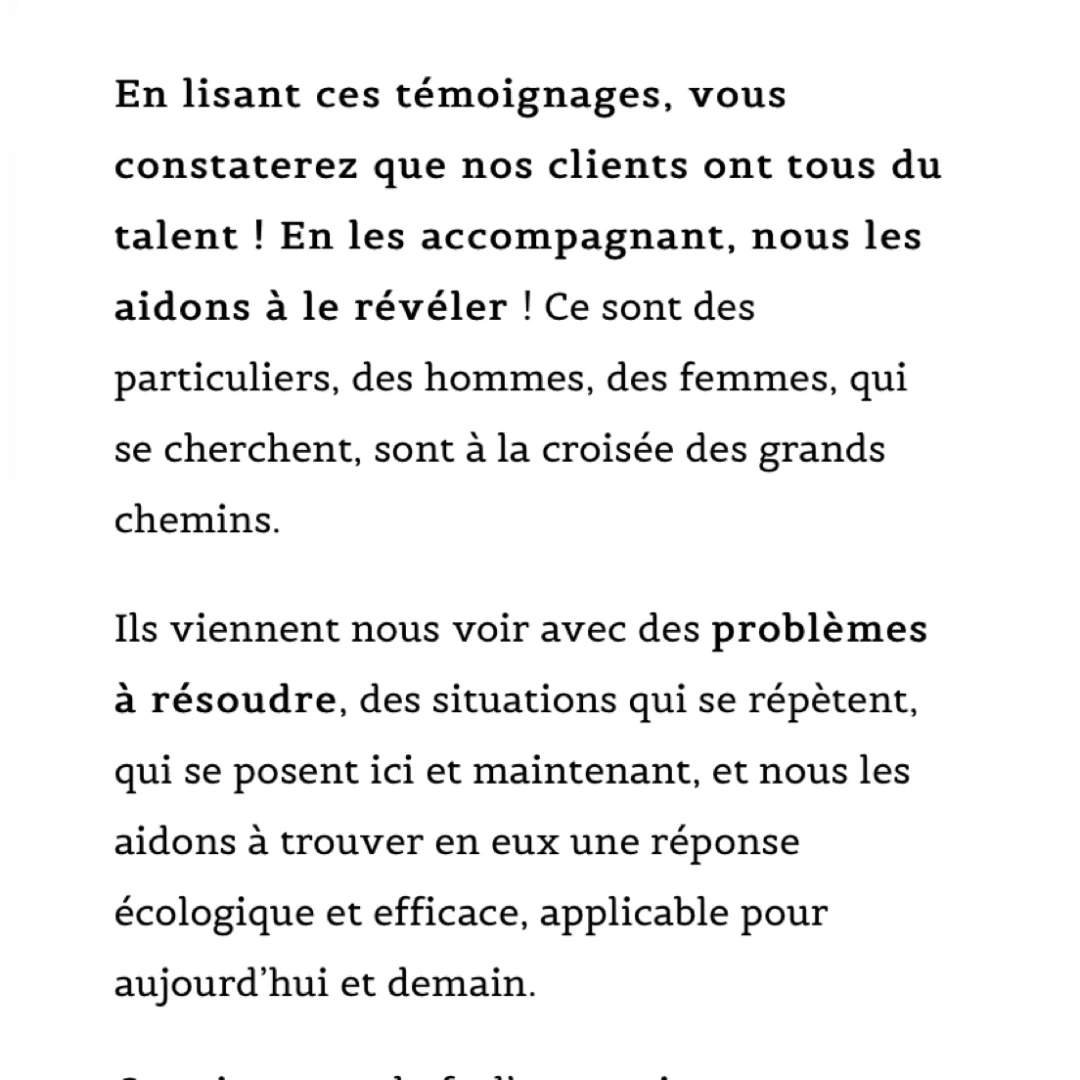 En lisant ces témoignages, vous
constaterez que nos clients ont tous du
talent ! En les accompagnant, nous les
aidons à le révéler ! Ce sont des
particuliers, des hommes, des femmes, qui
se cherchent, sont à la croisée des grands
chemins.
Ils viennent nous voir avec des problèmes
à résoudre, des situations qui se répètent,
qui se posent ici et maintenant, et nous les
aidons à trouver en eux une réponse
écologique et efficace, applicable pour
aujourd’hui et demain.